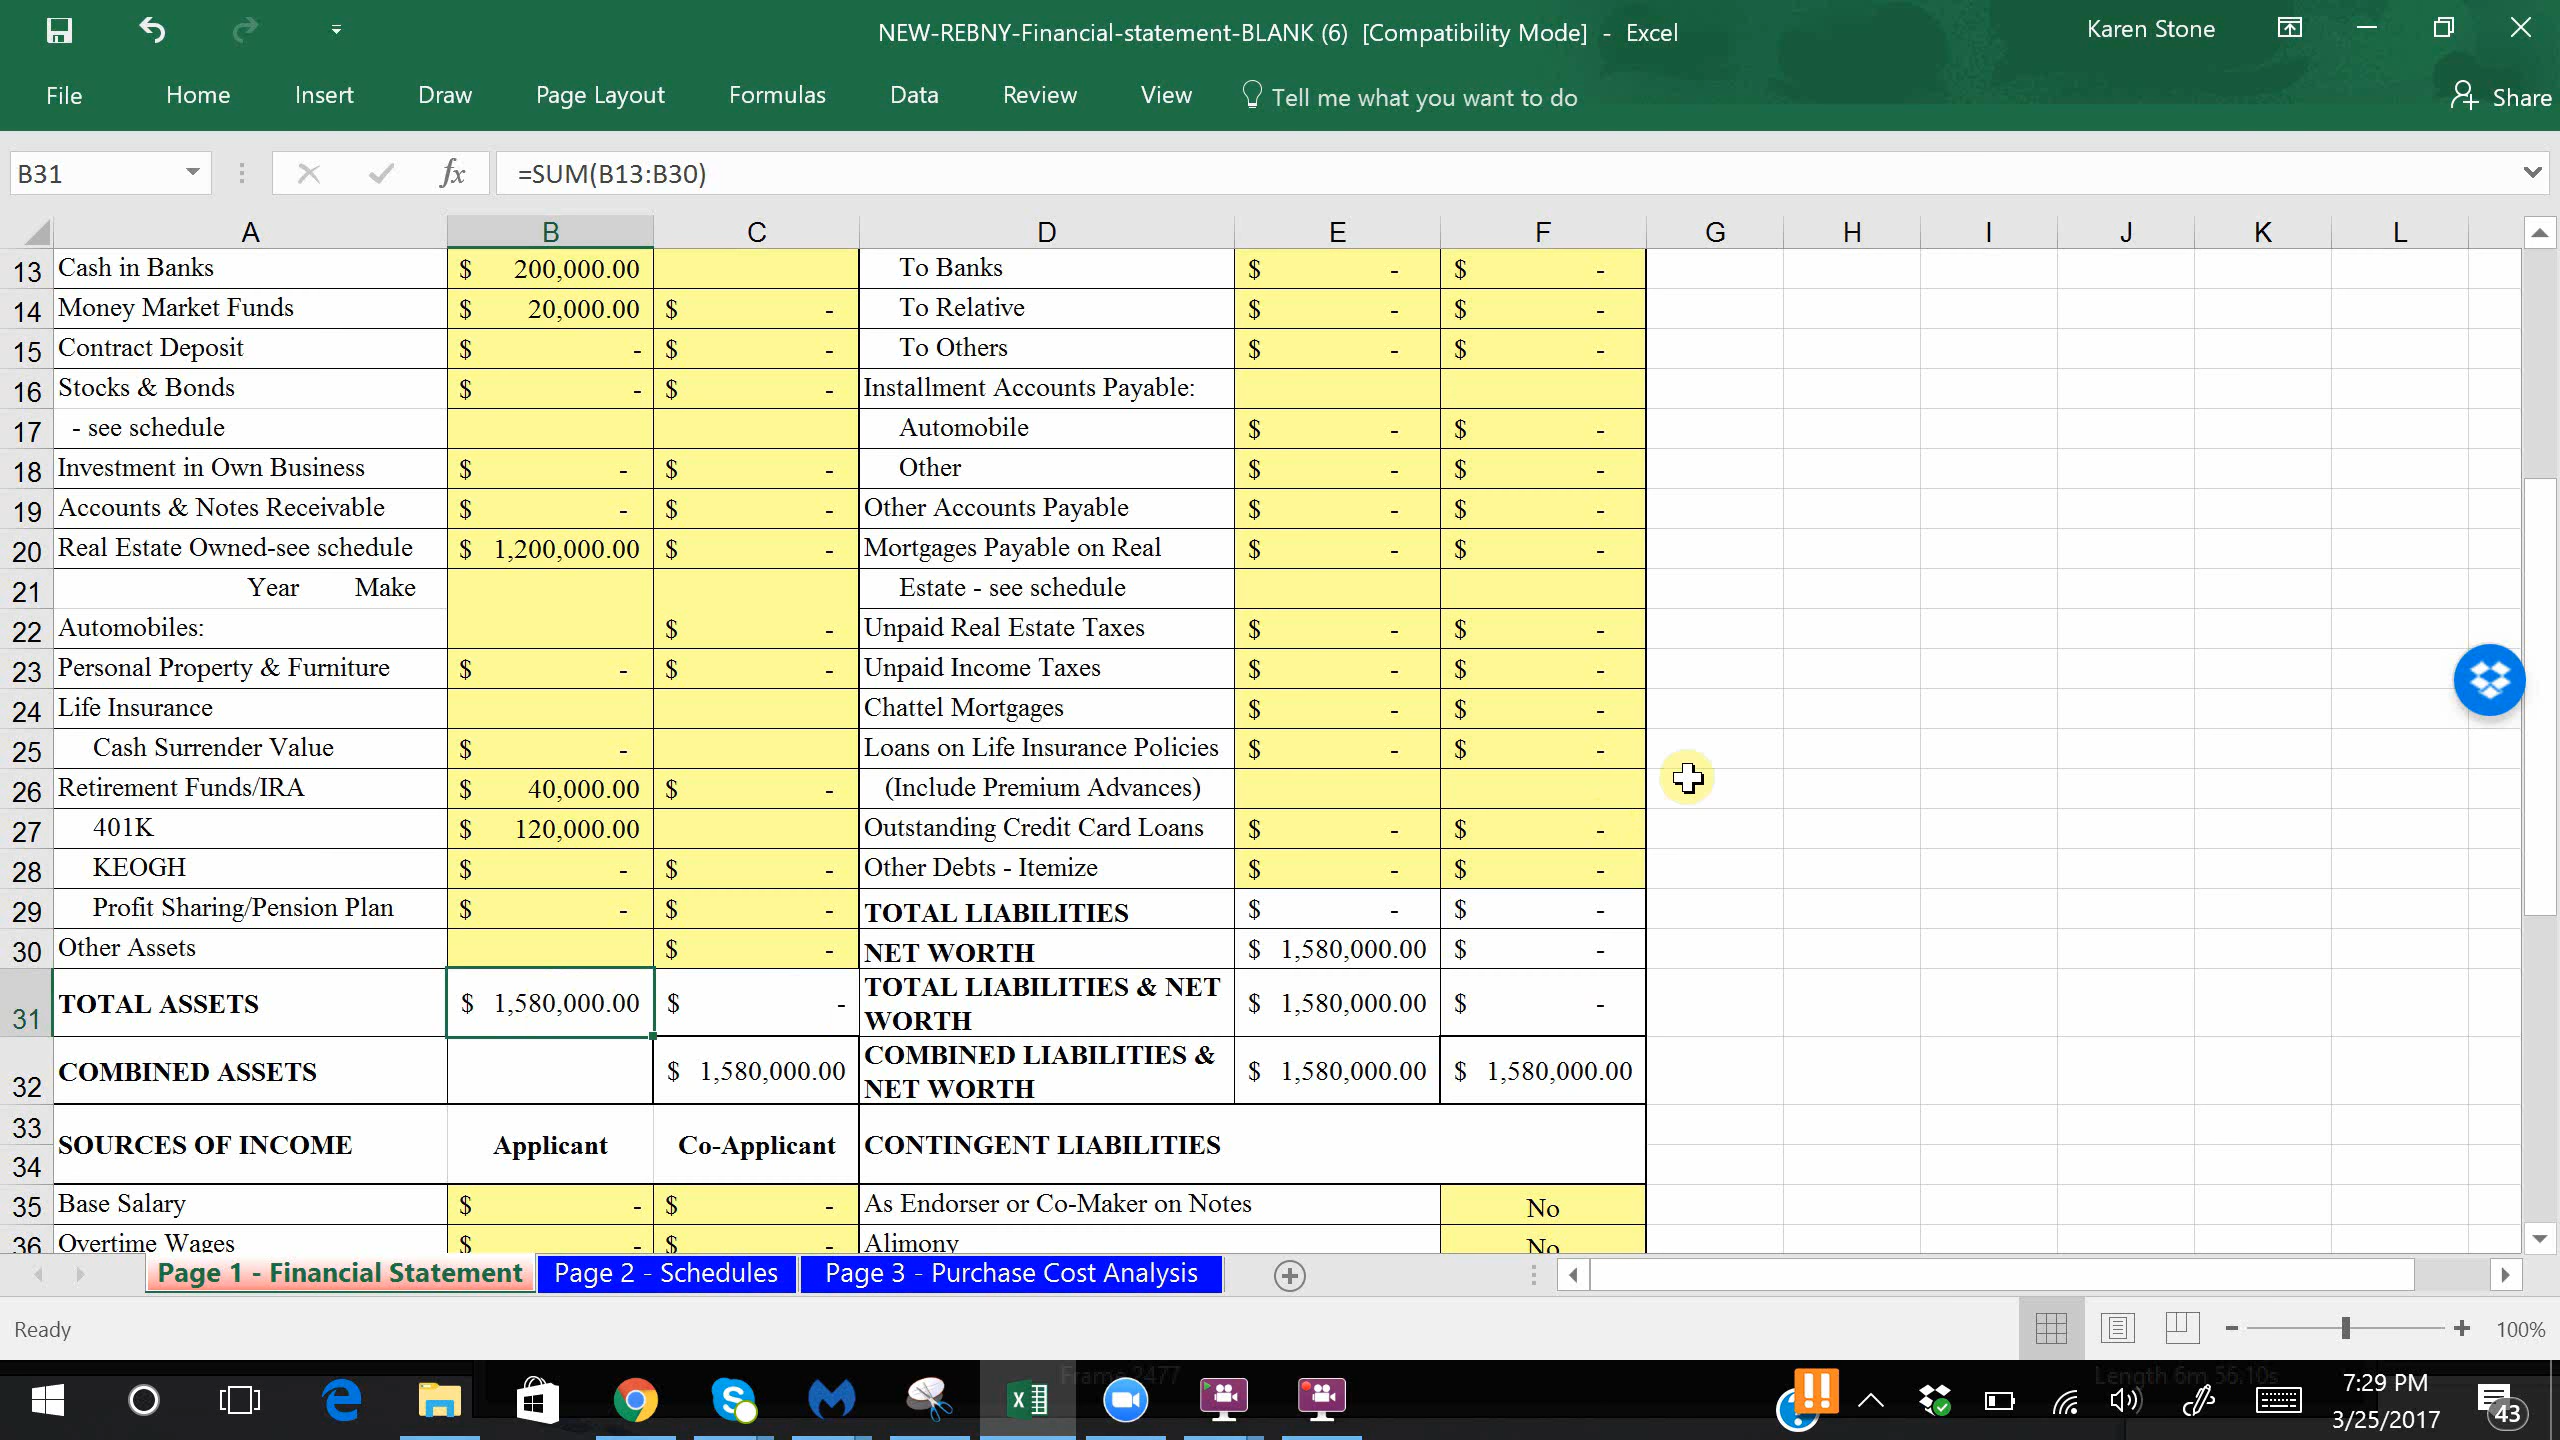 NEW-REBNY-Financial-statement-BLANK (6) [Compatibility Mode] - Excel
Karen Stone
File Home Insert Draw Page Layout Formulas Data Review View Tell me what you want to do Share
B31 fx =SUM(B13:B30)
A B C D E F G H I J K L
13 Cash in Banks $ 200,000.00 To Banks $ - $ -
14 Money Market Funds $ 20,000.00 $ - To Relative $ - $ -
15 Contract Deposit $ - $ - To Others $ - $ -
16 Stocks & Bonds $ - $ - Installment Accounts Payable:
17 - see schedule Automobile $ - $ -
18 Investment in Own Business $ - $ - Other $ - $ -
19 Accounts & Notes Receivable $ - $ - Other Accounts Payable $ - $ -
20 Real Estate Owned-see schedule $ 1,200,000.00 $ - Mortgages Payable on Real $ - $ -
21 Year Make Estate - see schedule
22 Automobiles: $ - Unpaid Real Estate Taxes $ - $ -
23 Personal Property & Furniture $ - $ - Unpaid Income Taxes $ - $ -
24 Life Insurance Chattel Mortgages $ - $ -
25 Cash Surrender Value $ - Loans on Life Insurance Policies $ - $ -
26 Retirement Funds/IRA $ 40,000.00 $ - (Include Premium Advances)
27 401K $ 120,000.00 Outstanding Credit Card Loans $ - $ -
28 KEOGH $ - $ - Other Debts - Itemize $ - $ -
29 Profit Sharing/Pension Plan $ - $ - TOTAL LIABILITIES $ - $ -
30 Other Assets $ - NET WORTH $ 1,580,000.00 $ -
31 TOTAL ASSETS $ 1,580,000.00 $ - TOTAL LIABILITIES & NET WORTH $ 1,580,000.00 $ -
32 COMBINED ASSETS $ 1,580,000.00 COMBINED LIABILITIES & NET WORTH $ 1,580,000.00 $ 1,580,000.00
33
34 SOURCES OF INCOME Applicant Co-Applicant CONTINGENT LIABILITIES
35 Base Salary $ - $ - As Endorser or Co-Maker on Notes No
36 Overtime Wages $ - $ - Alimony No
Page 1 - Financial Statement Page 2 - Schedules Page 3 - Purchase Cost Analysis
Ready 100%
Frame 2477 Length 6m 56.10s
7:29 PM
3/25/2017
43